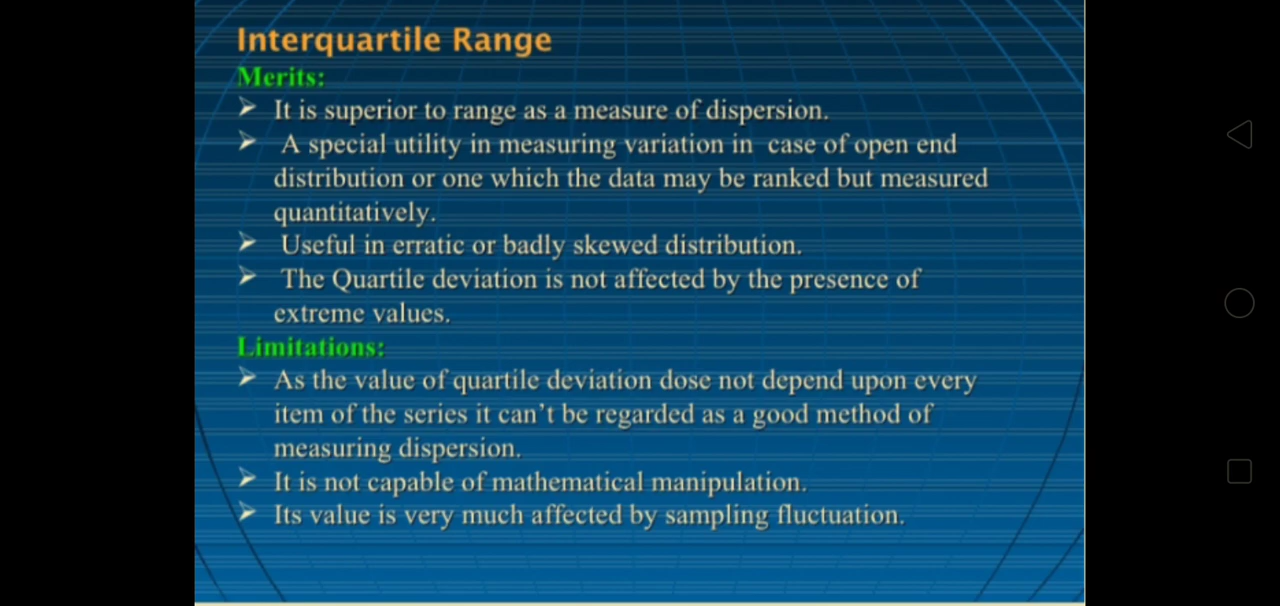 Interquartile Range
Merits:
➢ It is superior to range as a measure of dispersion.
➢ A special utility in measuring variation in case of open end
distribution or one which the data may be ranked but measured
quantitatively.
➢ Useful in erratic or badly skewed distribution.
➢ The Quartile deviation is not affected by the presence of
extreme values.
Limitations:
➢ As the value of quartile deviation dose not depend upon every
item of the series it can’t be regarded as a good method of
measuring dispersion.
➢ It is not capable of mathematical manipulation.
➢ Its value is very much affected by sampling fluctuation.